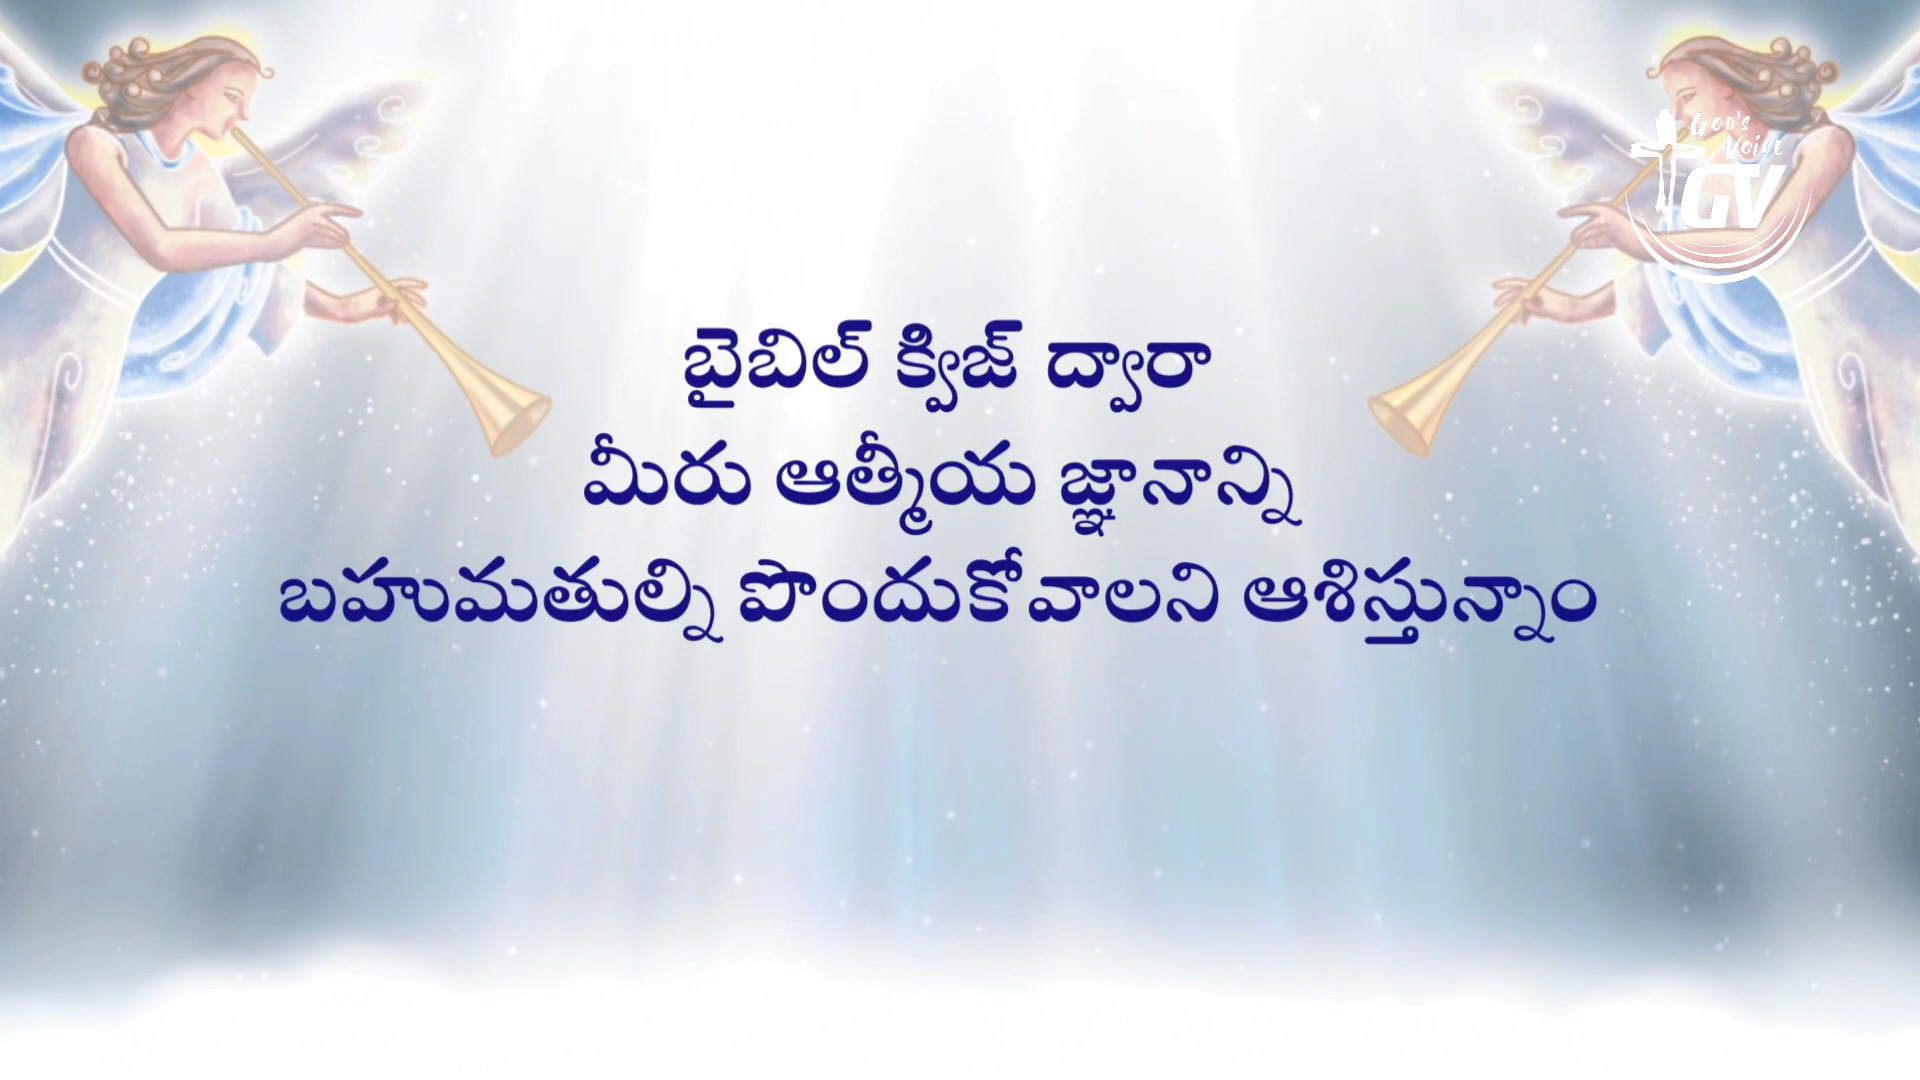 God's
Voice
GV
బైబిల్ క్విజ్ ద్వారా
మీరు ఆత్మీయ జ్ఞానాన్ని
బహుమతుల్ని పొందుకోవాలని ఆశిస్తున్నాం